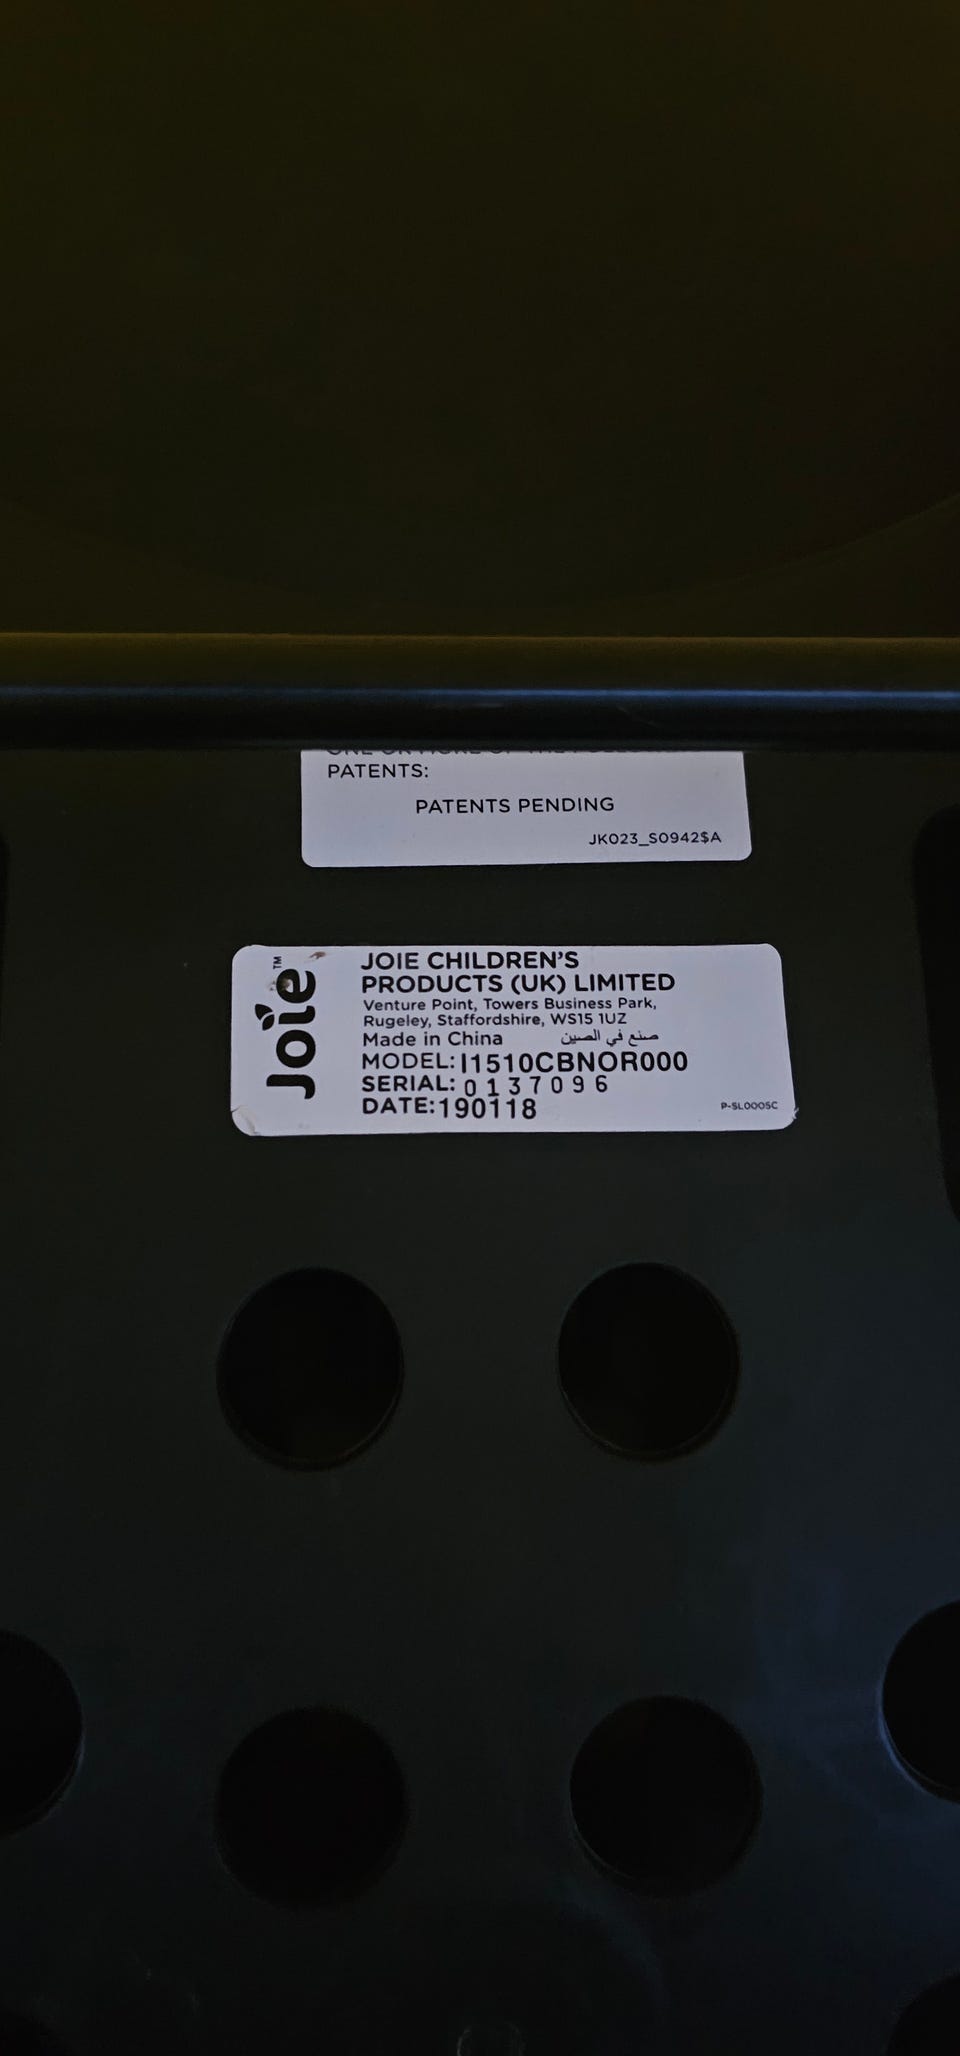 PATENTS:
PATENTS PENDING
JK023_S0942$A
Joie™
JOIE CHILDREN'S
PRODUCTS (UK) LIMITED
Venture Point, Towers Business Park,
Rugeley, Staffordshire, WS15 1UZ
Made in China صنع في الصين
MODEL: I1510CBNOR000
SERIAL: 0137096
DATE: 190118
P-SL0005C